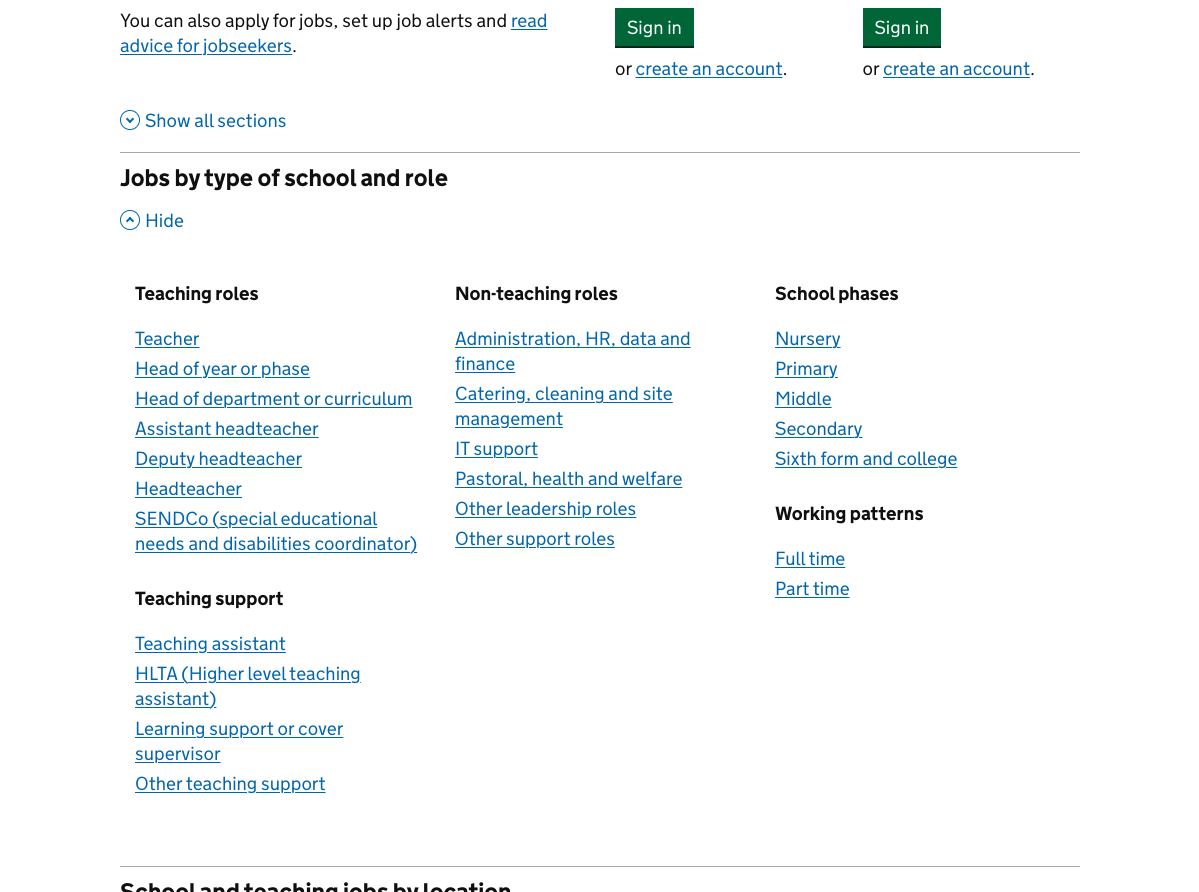 You can also apply for jobs, set up job alerts and read
advice for jobseekers.
Sign in
or create an account.
Sign in
or create an account.
Show all sections
Jobs by type of school and role
Hide
Teaching roles
Teacher
Head of year or phase
Head of department or curriculum
Assistant headteacher
Deputy headteacher
Headteacher
SENDCo (special educational
needs and disabilities coordinator)
Teaching support
Teaching assistant
HLTA (Higher level teaching
assistant)
Learning support or cover
supervisor
Other teaching support
Non-teaching roles
Administration, HR, data and
finance
Catering, cleaning and site
management
IT support
Pastoral, health and welfare
Other leadership roles
Other support roles
School phases
Nursery
Primary
Middle
Secondary
Sixth form and college
Working patterns
Full time
Part time
School and teaching jobs by location